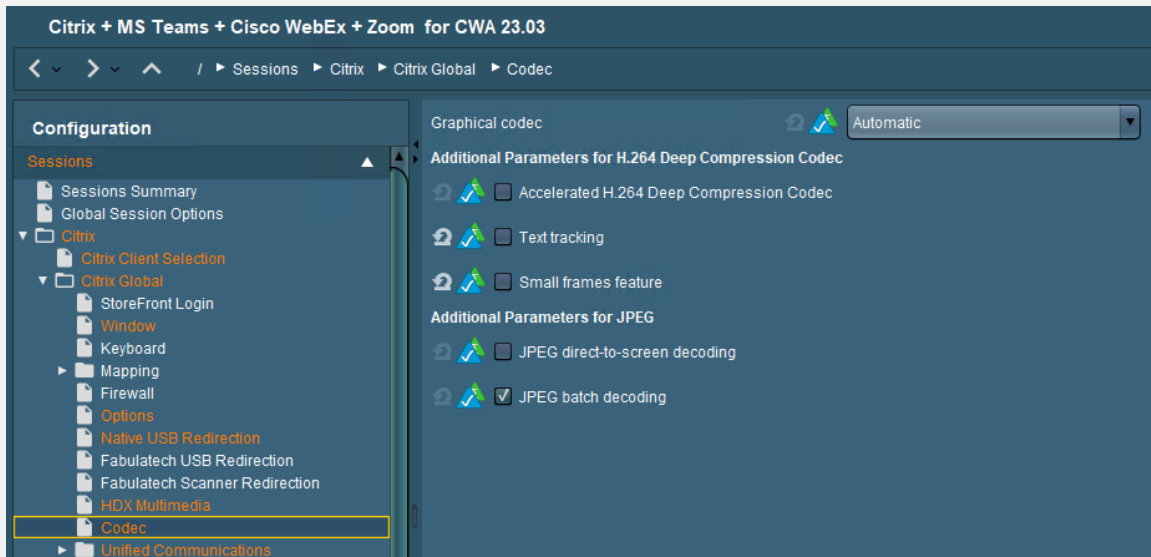 Citrix + MS Teams + Cisco WebEx + Zoom for CWA 23.03
/ Sessions Citrix Citrix Global Codec
Configuration
Sessions
Sessions Summary
Global Session Options
Citrix
Citrix Client Selection
Citrix Global
StoreFront Login
Window
Keyboard
Mapping
Firewall
Options
Native USB Redirection
Fabulatech USB Redirection
Fabulatech Scanner Redirection
HDX Multimedia
Codec
Unified Communications
Graphical codec Automatic
Additional Parameters for H.264 Deep Compression Codec
Accelerated H.264 Deep Compression Codec
Text tracking
Small frames feature
Additional Parameters for JPEG
JPEG direct-to-screen decoding
JPEG batch decoding